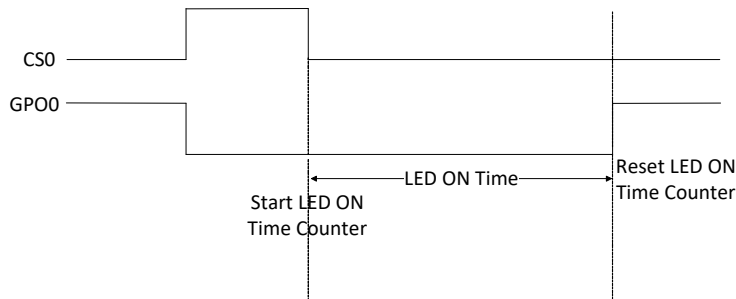 CS0
GPO0
LED ON Time
Start LED ON
Time Counter
Reset LED ON
Time Counter